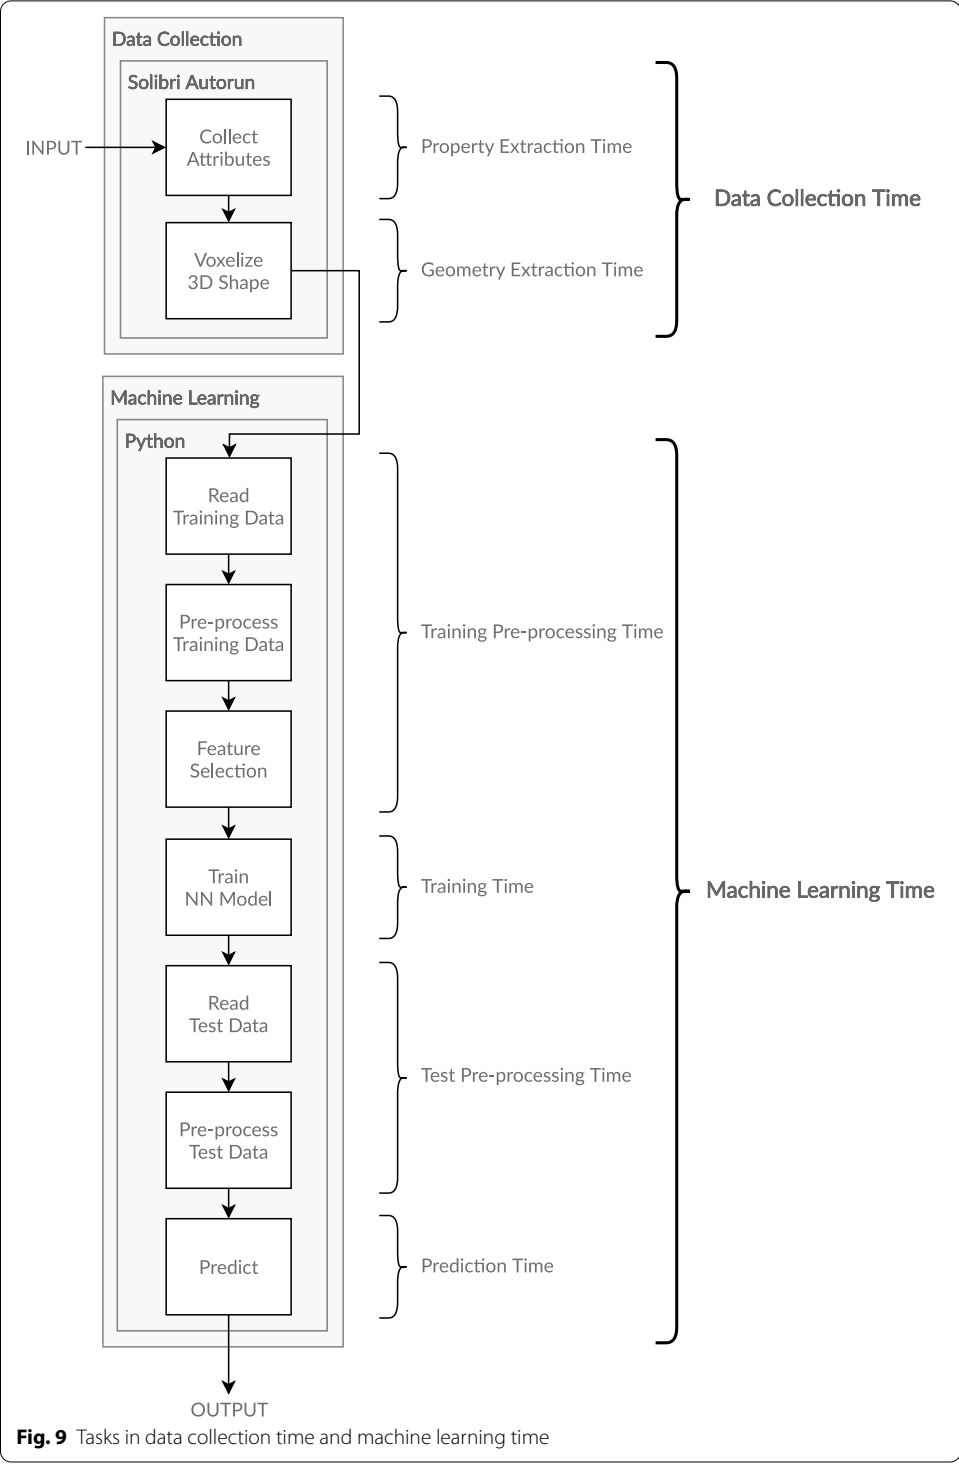 Data Collection
Solibri Autorun
INPUT
Collect
Attributes
Property Extraction Time
Data Collection Time
Voxelize
3D Shape
Geometry Extraction Time
Machine Learning
Python
Read
Training Data
Pre-process
Training Data
Training Pre-processing Time
Feature
Selection
Train
NN Model
Training Time
Machine Learning Time
Read
Test Data
Test Pre-processing Time
Pre-process
Test Data
Predict
Prediction Time
OUTPUT
Fig. 9 Tasks in data collection time and machine learning time